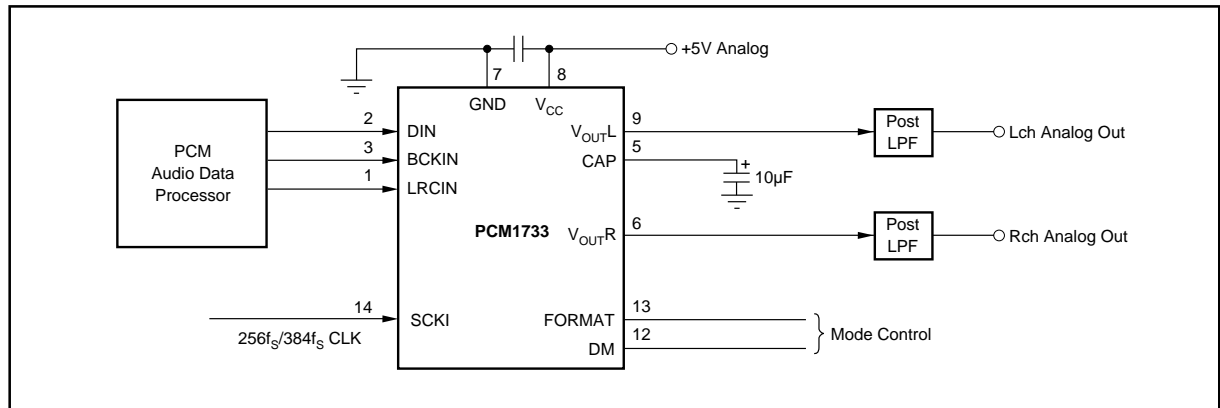 +5V Analog
7
8
GND
VCC
PCM
Audio Data
Processor
2
DIN
3
BCKIN
1
LRCIN
PCM1733
9
VOUTL
Post
LPF
Lch Analog Out
5
CAP
+
10µF
6
VOUTR
Post
LPF
Rch Analog Out
14
SCKI
256fS/384fS CLK
13
FORMAT
12
DM
Mode Control